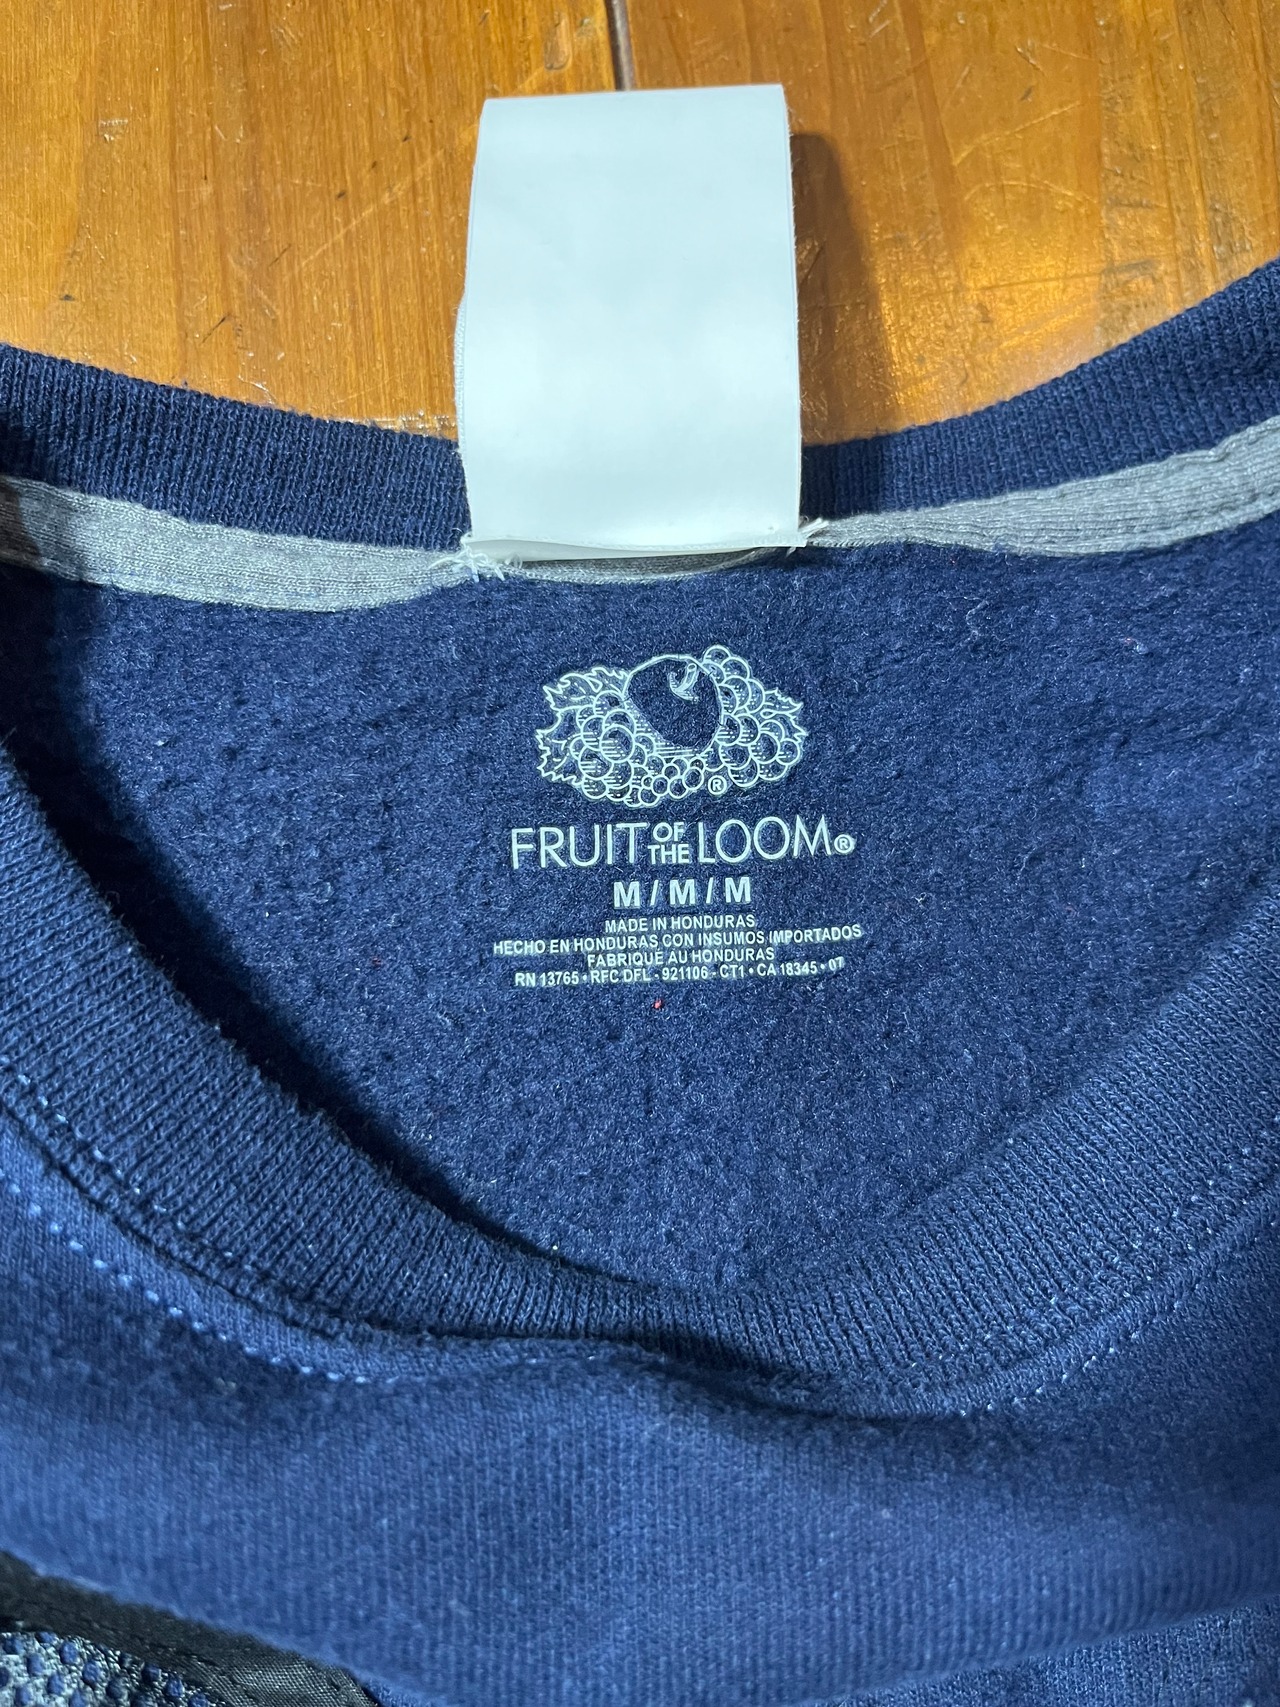 ®
FRUIT OF THE LOOM®
M / M / M
MADE IN HONDURAS
HECHO EN HONDURAS CON INSUMOS IMPORTADOS
FABRIQUÉ AU HONDURAS
RN 13765 • RFC DFL - 921106 - CT1 • CA 18345 • 07